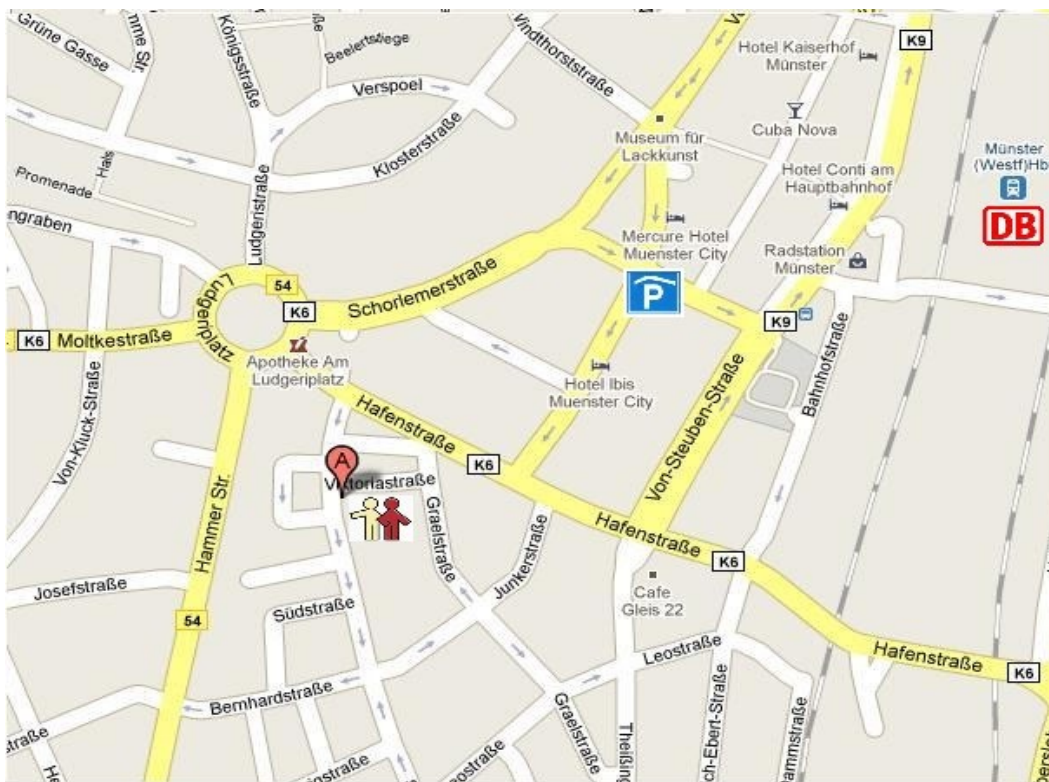 Grüne Gasse
Königsstraße
Beelertstiege
Verspoel
Klosterstraße
K9
Hotel Kaiserhof
Münster
Museum für
Lackkunst
Cuba Nova
Hotel Conti am
Hauptbahnhof
Münster
(Westf)Hb
DB
Promenade
Ludgeristraße
Mercure Hotel
Muenster City
Radstation
Münster
P
54
K6
Schorlemerstraße
K9
K6
Moltkestraße
Ludgeriplatz
Apotheke Am
Ludgeriplatz
Hotel Ibis
Muenster City
Bahnhofstraße
Von-Kluck-Straße
Hafenstraße
K6
Von-Steuben-Straße
A
Viktoriastraße
Hammer Str.
Graelstraße
Junkerstraße
Hafenstraße
K6
Josefstraße
Südstraße
Cafe
Gleis 22
54
Leostraße
Hafenstraße
K6
Bernhardstraße
Graelstraße